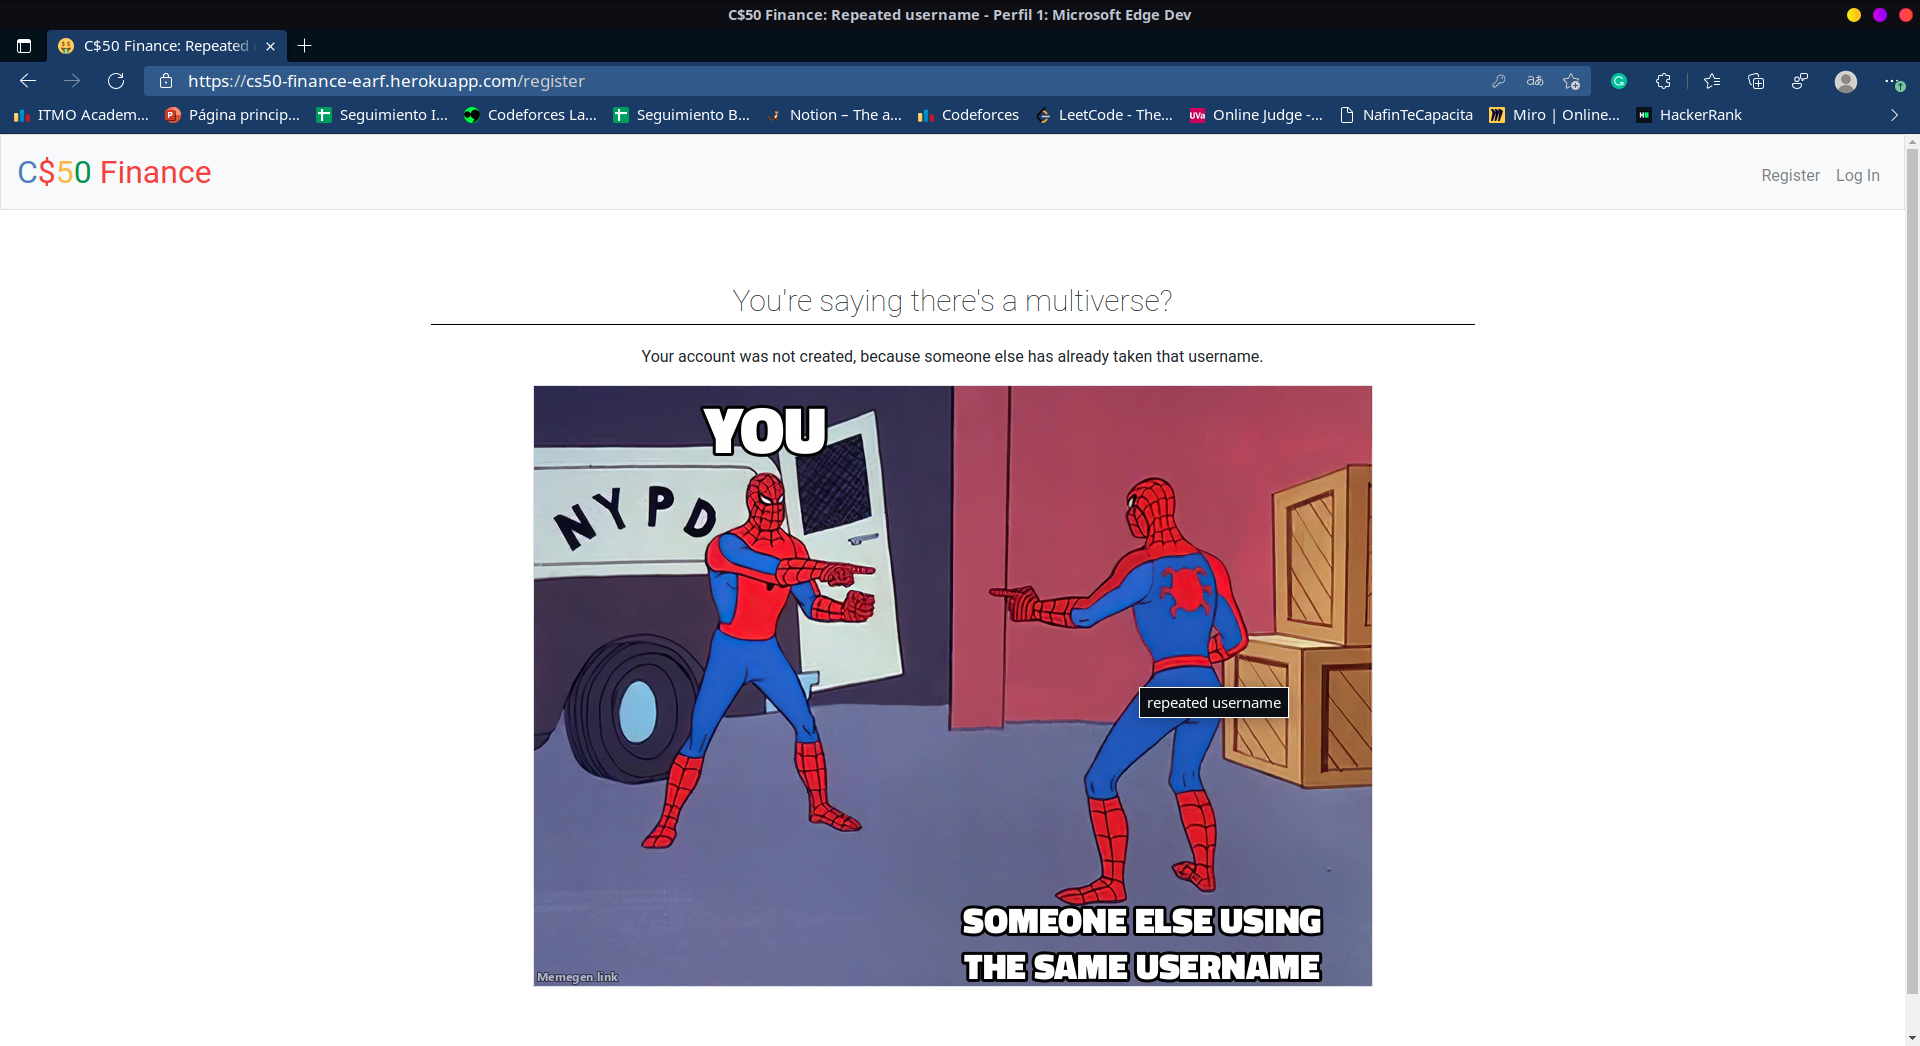 C$50 Finance: Repeated username - Perfil 1: Microsoft Edge Dev
C$50 Finance: Repeated
https://cs50-finance-earf.herokuapp.com/register
aあ
ITMO Academ... Página princip... Seguimiento I... Codeforces La... Seguimiento B... Notion – The a... Codeforces LeetCode - The... UVa Online Judge -... NafinTeCapacita Miro | Online... HackerRank
C$50 Finance
Register Log In
You're saying there's a multiverse?
Your account was not created, because someone else has already taken that username.
YOU
NYPD
repeated username
SOMEONE ELSE USING
THE SAME USERNAME
Memegen.link